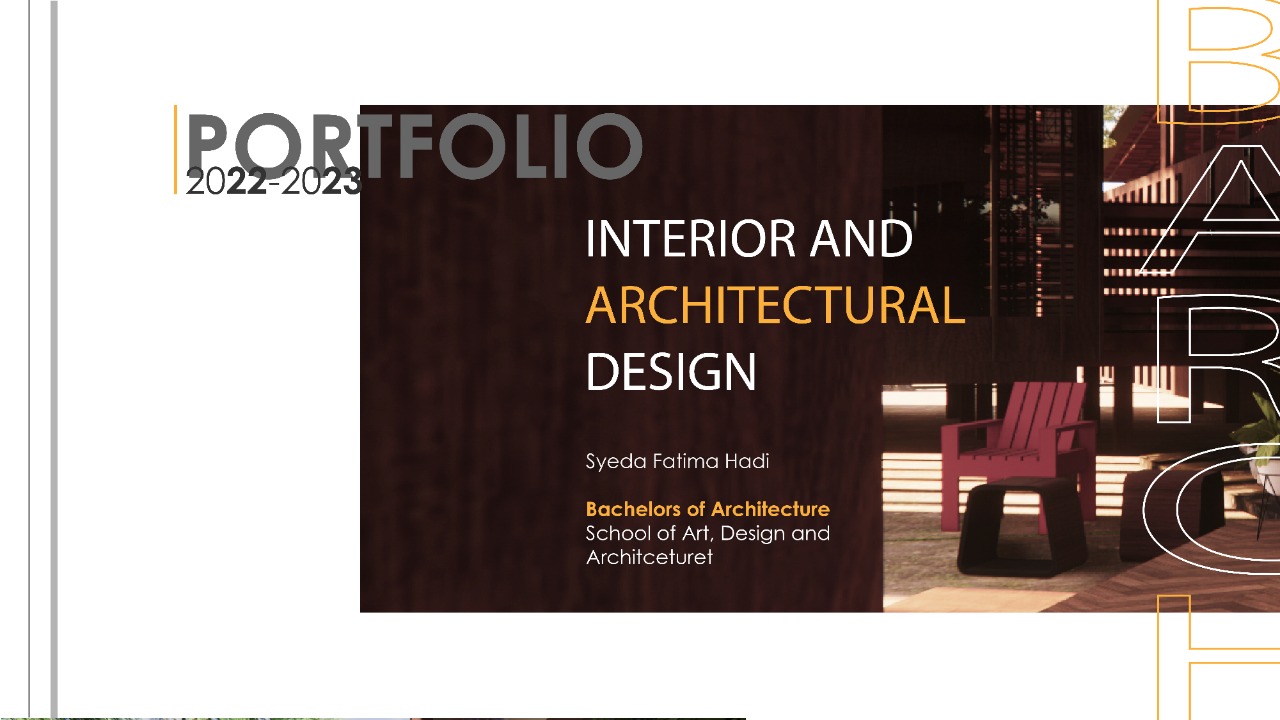 PORTFOLIO
2022-2023
INTERIOR AND
ARCHITECTURAL
DESIGN
Syeda Fatima Hadi
Bachelors of Architecture
School of Art, Design and
Architceturet
B
A
R
C